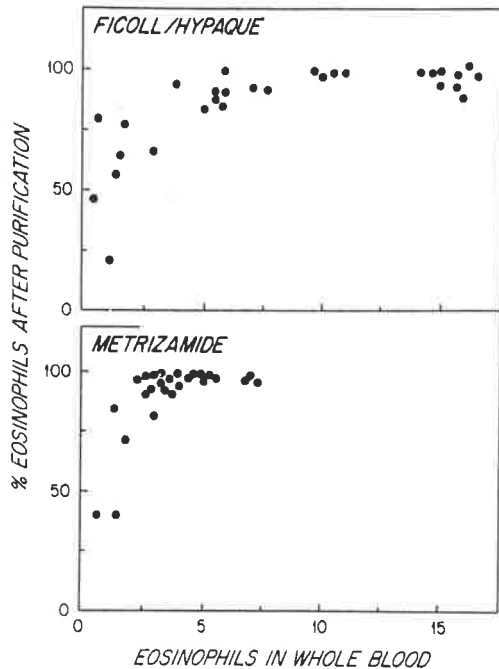 FICOLL/HYPAQUE
100
50
0
METRIZAMIDE
100
50
0
0 5 10 15
EOSINOPHILS IN WHOLE BLOOD
% EOSINOPHILS AFTER PURIFICATION